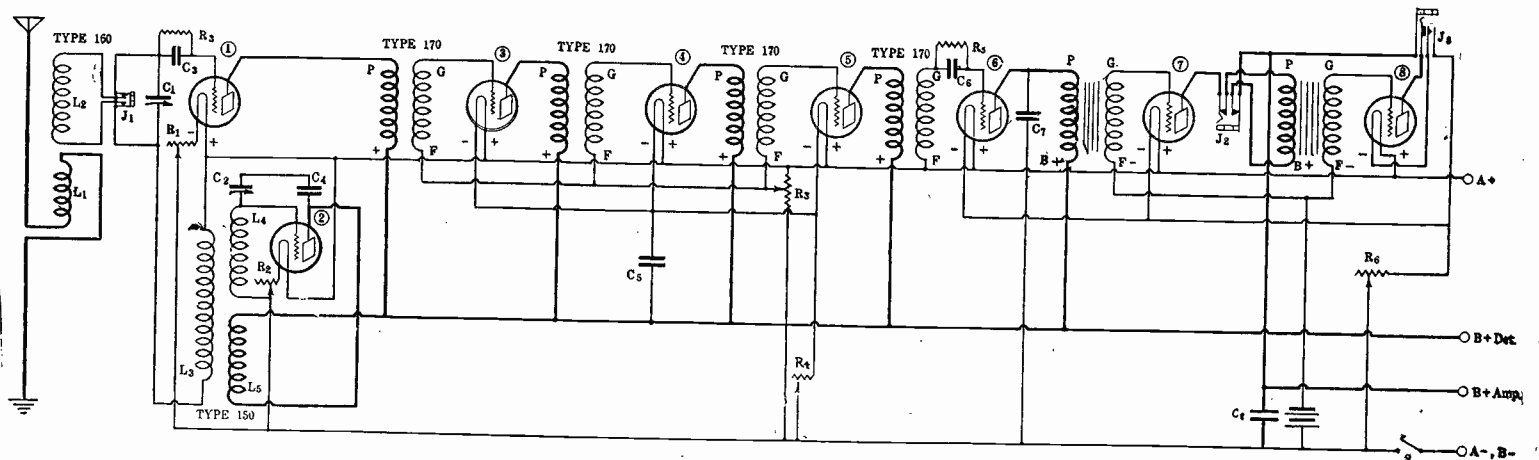 TYPE 160
L2
L1
J1
C1
R3
C3
①
R1
-
+
TYPE 170
P
+
G
F
③
-
+
TYPE 170
P
+
G
F
④
-
+
TYPE 170
P
+
G
F
⑤
-
+
TYPE 170
P
+
G
F
R5
C6
⑥
-
+
C7
P
B+
G
F-
⑦
-
+
J2
P
B+
G
F-
⑧
-
+
J3
C2
C4
L4
②
R2
L3
L5
TYPE 150
C5
R3
R4
R6
A+
B+ Det.
B+ Amp.
A-, B-